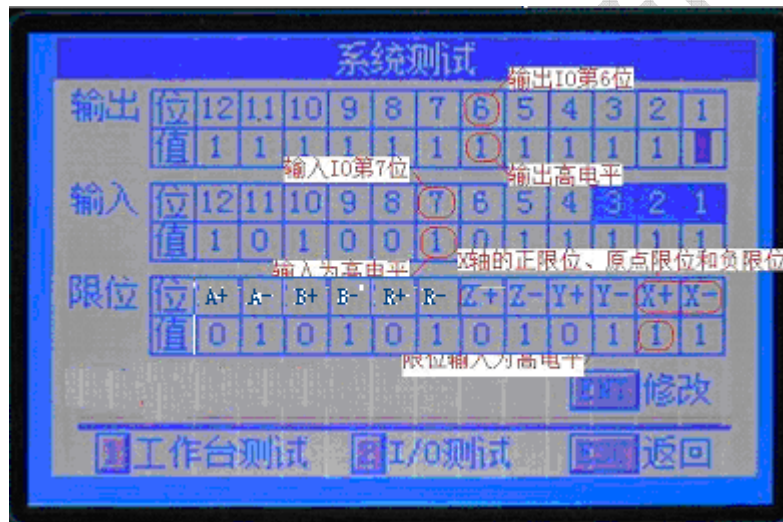 系统测试
输出IO第6位
输出 位 12 11 10 9 8 7 6 5 4 3 2 1
值 1 1 1 1 1 1 1 1 1 1 1
输入IO第7位
输出高电平
输入 位 12 11 10 9 8 7 6 5 4 3 2 1
值 1 0 1 0 0 1 0 1 1 1 1 1
输入为高电平
X轴的正限位、原点限位和负限位
限位 位 A+ A- B+ B- R+ R- Z+ Z- Y+ Y- X+ X-
值 0 1 0 1 0 1 0 1 0 1 1 1
限位输入为高电平
ENT 修改
工作台测试 I/O测试 返回